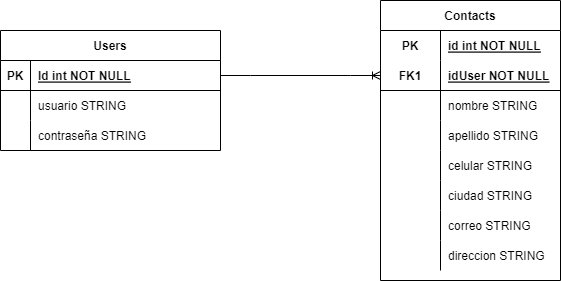 Users
PK Id int NOT NULL
usuario STRING
contraseña STRING
Contacts
PK id int NOT NULL
FK1 idUser NOT NULL
nombre STRING
apellido STRING
celular STRING
ciudad STRING
correo STRING
direccion STRING